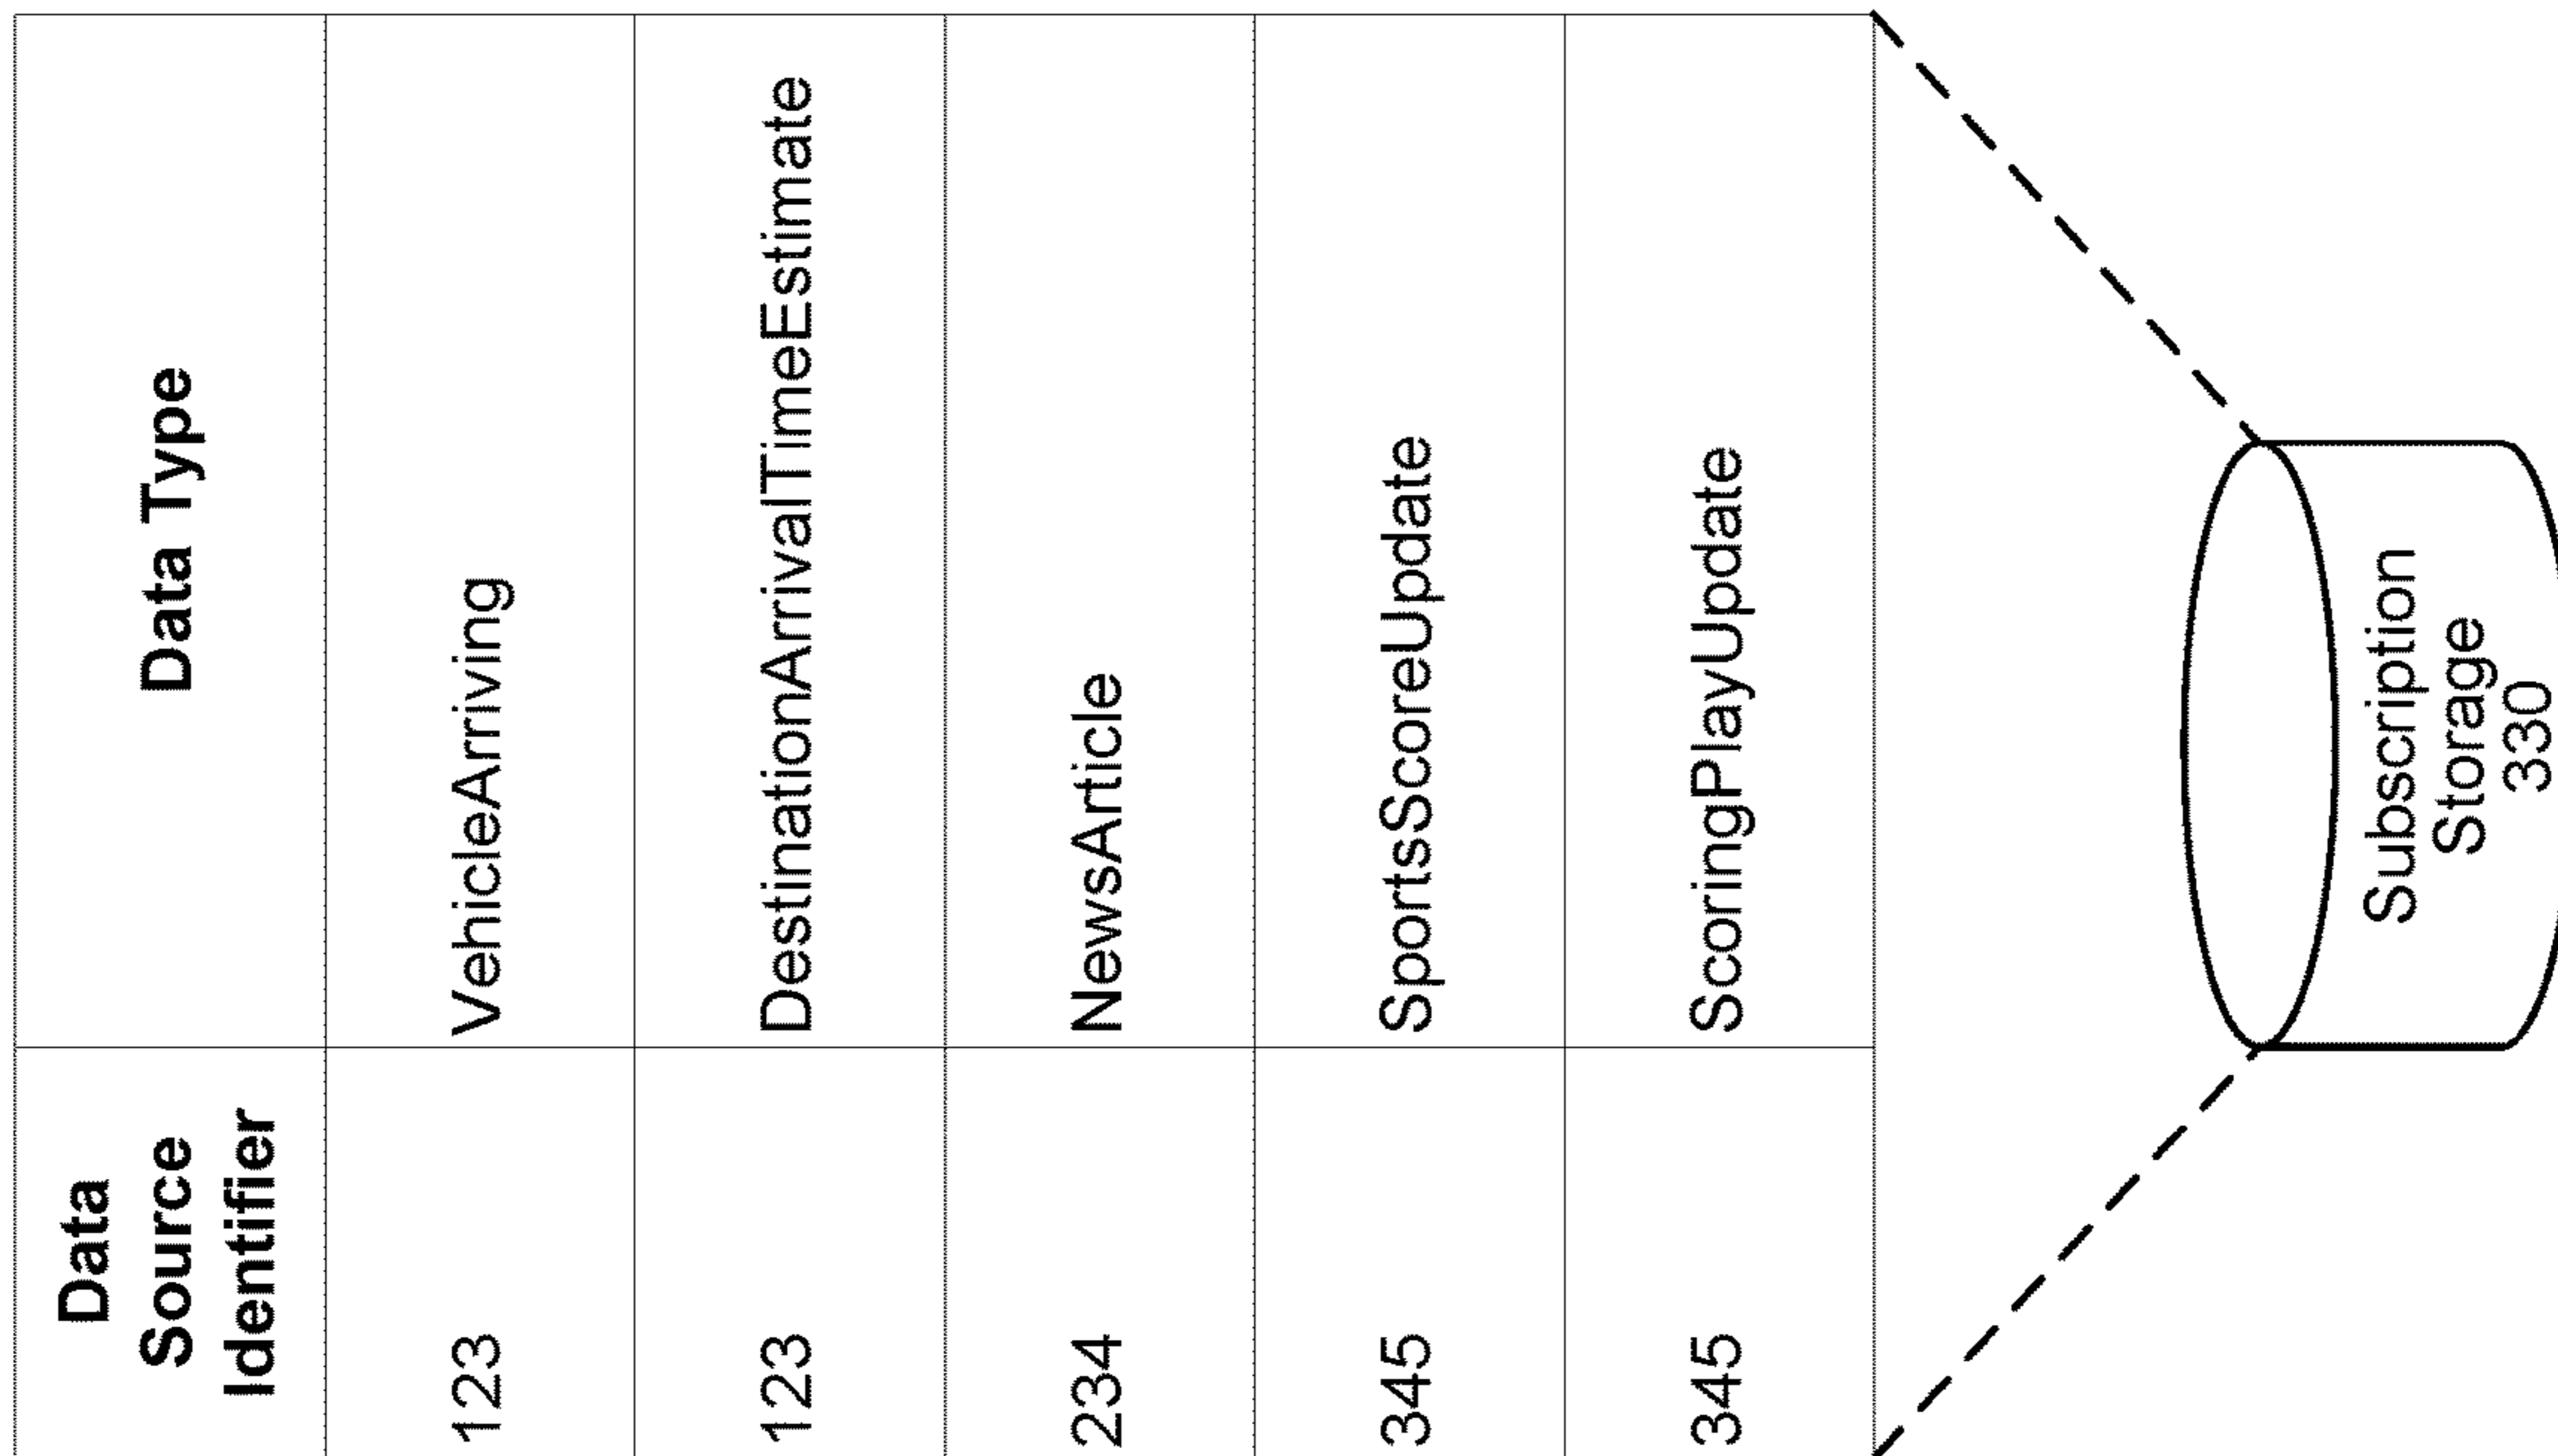 Data
Source
Identifier
Data Type
123
VehicleArriving
123
DestinationArrivalTimeEstimate
234
NewsArticle
345
SportsScoreUpdate
345
ScoringPlayUpdate
Subscription
Storage
330